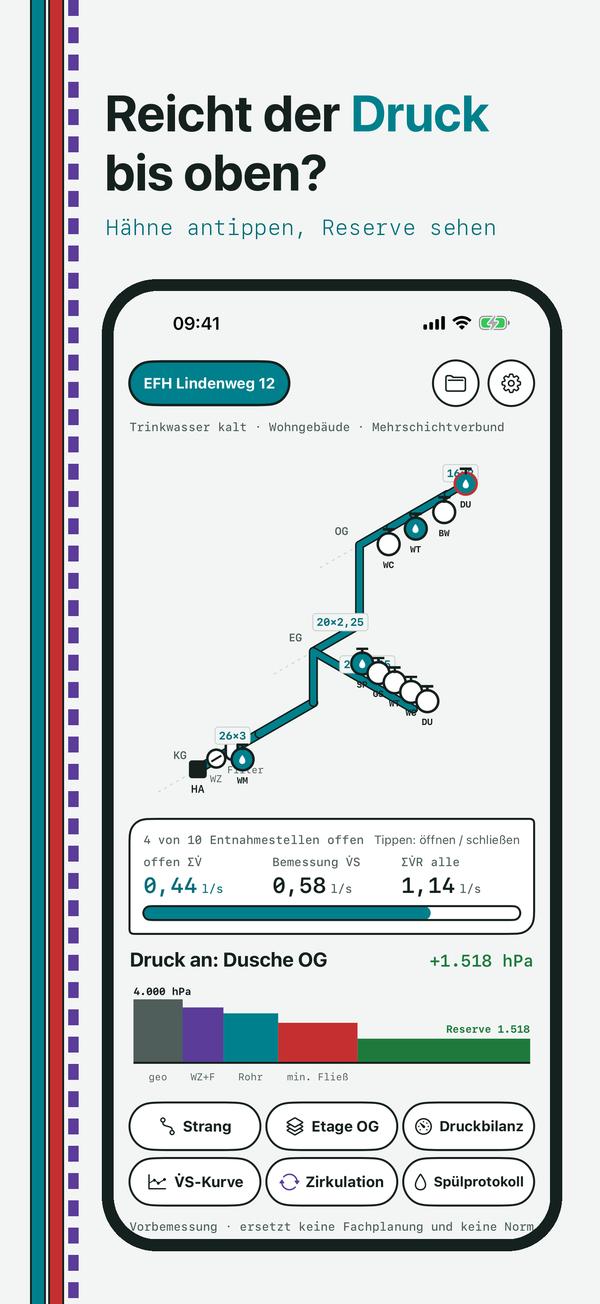 Reicht der Druck
bis oben?
Hähne antippen, Reserve sehen
09:41
EFH Lindenweg 12
Trinkwasser kalt · Wohngebäude · Mehrschichtverbund
DU
OG
BW
WT
WC
20×2,25
EG
SP
DU
26×3
KG
Filter
WZ
WM
HA
4 von 10 Entnahmestellen offen Tippen: öffnen / schließen
offen ΣV̇ Bemessung V̇S ΣV̇R alle
0,44 l/s 0,58 l/s 1,14 l/s
Druck an: Dusche OG +1.518 hPa
4.000 hPa
Reserve 1.518
geo WZ+F Rohr min. Fließ
Strang Etage OG Druckbilanz
V̇S-Kurve Zirkulation Spülprotokoll
Vorbemessung · ersetzt keine Fachplanung und keine Norm